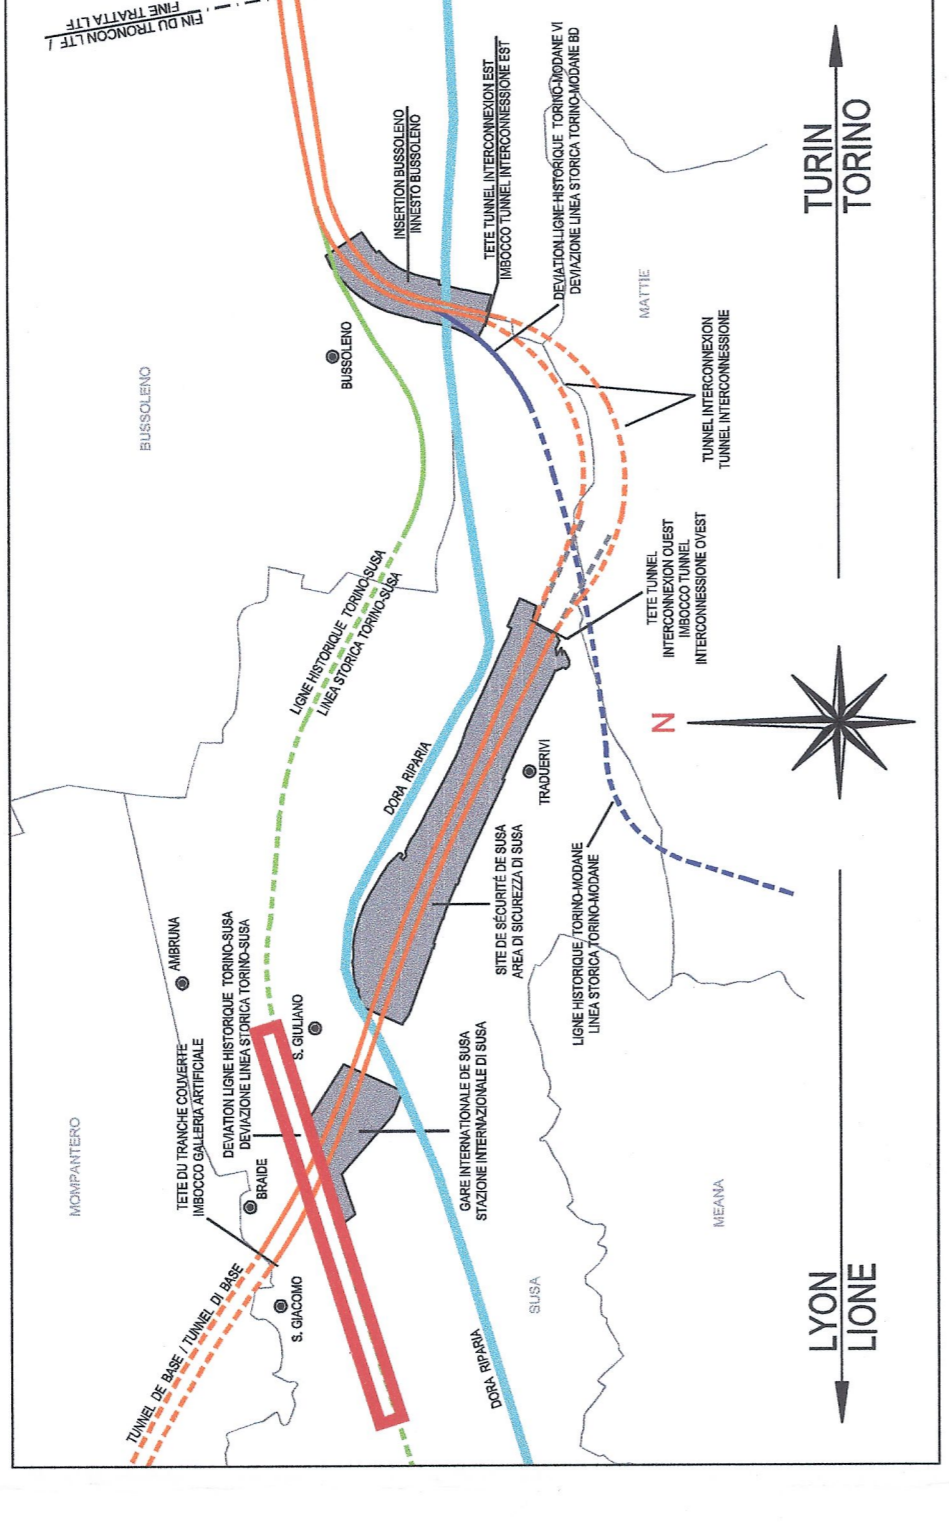 FIN DU TRONCON LTF /
FINE TRATTA LTF
INSERTION BUSSOLENO
INNESTO BUSSOLENO
TETE TUNNEL INTERCONNEXION EST
IMBOCCO TUNNEL INTERCONNESSIONE EST
DEVIATION LIGNE HISTORIQUE TORINO-MODANE VI
DEVIAZIONE LINEA STORICA TORINO-MODANE BD
TURIN
TORINO
MATTIE
BUSSOLENO
BUSSOLENO
TUNNEL INTERCONNEXION
TUNNEL INTERCONNESSIONE
LIGNE HISTORIQUE TORINO-SUSA
LINEA STORICA TORINO-SUSA
TETE TUNNEL
INTERCONNEXION OUEST
IMBOCCO TUNNEL
INTERCONNESSIONE OVEST
N
DORA RIPARIA
TRADUERIVI
SITE DE SÉCURITÉ DE SUSA
AREA DI SICUREZZA DI SUSA
LIGNE HISTORIQUE TORINO-MODANE
LINEA STORICA TORINO-MODANE
AMBRUNA
DEVIATION LIGNE HISTORIQUE TORINO-SUSA
DEVIAZIONE LINEA STORICA TORINO-SUSA
S. GIULIANO
TETE DU TRANCHE COUVERTE
IMBOCCO GALLERIA ARTIFICIALE
MOMPANTERO
BRAIDE
GARE INTERNATIONALE DE SUSA
STAZIONE INTERNAZIONALE DI SUSA
MEANA
SUSA
S. GIACOMO
TUNNEL DE BASE / TUNNEL DI BASE
DORA RIPARIA
LYON
LIONE